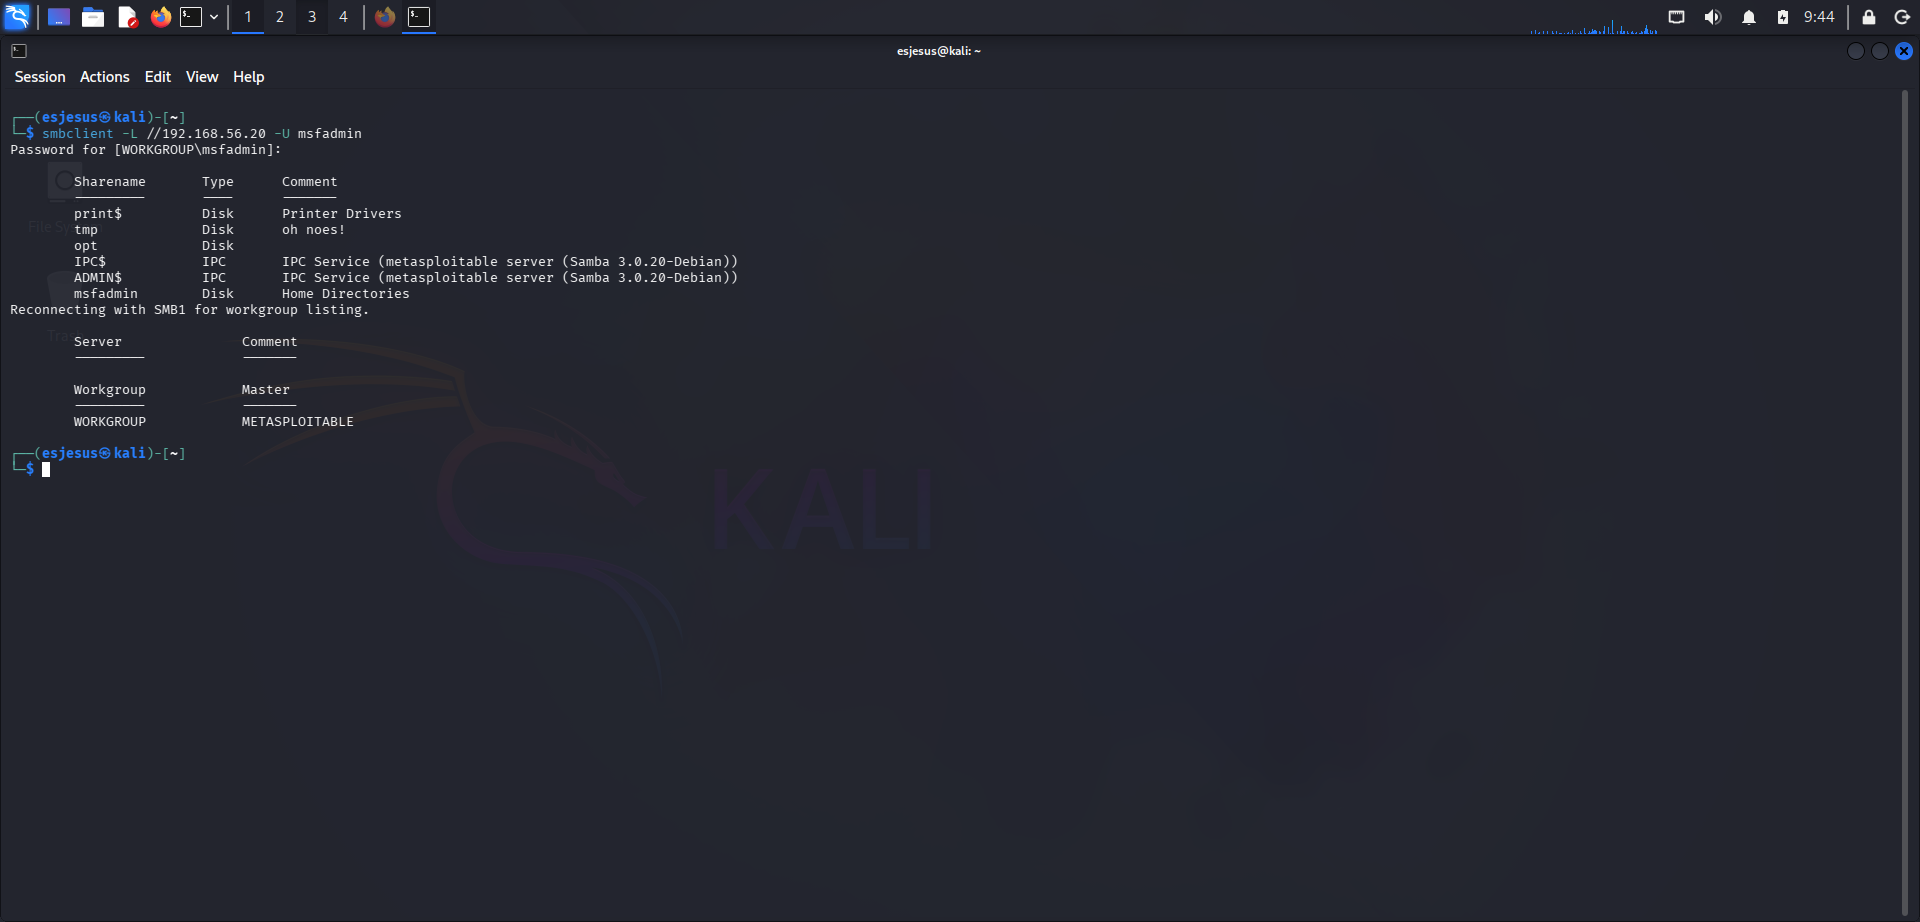 1 2 3 4 9:44
esjesus@kali: ~
Session Actions Edit View Help
┌──(esjesus㉿kali)-[~]
└─$ smbclient -L //192.168.56.20 -U msfadmin
Password for [WORKGROUP\msfadmin]:
Sharename Type Comment
--------- ---- -------
print$ Disk Printer Drivers
tmp Disk oh noes!
opt Disk
IPC$ IPC IPC Service (metasploitable server (Samba 3.0.20-Debian))
ADMIN$ IPC IPC Service (metasploitable server (Samba 3.0.20-Debian))
msfadmin Disk Home Directories
Reconnecting with SMB1 for workgroup listing.
Server Comment
--------- -------
Workgroup Master
--------- -------
WORKGROUP METASPLOITABLE
┌──(esjesus㉿kali)-[~]
└─$
File System
Trash
KALI